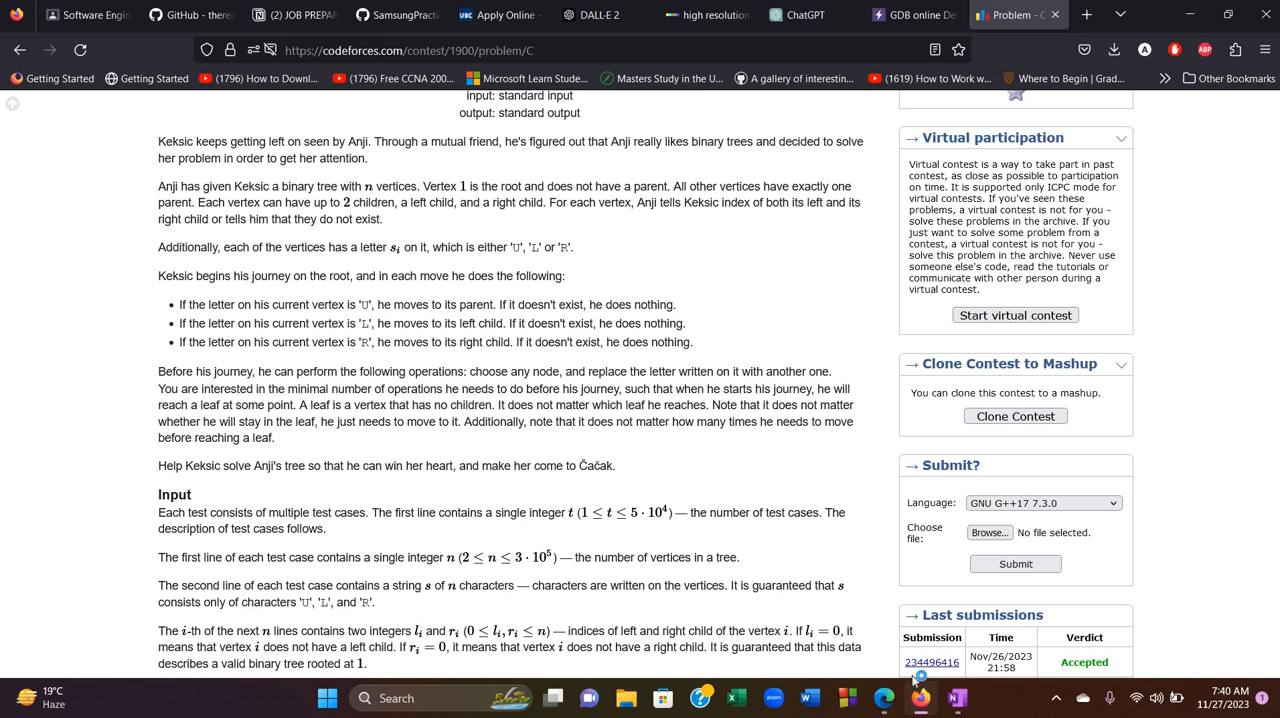 Software Engin
GitHub - therea
(2) JOB PREPAR
SamsungPractic
Apply Online -
DALL·E 2
high resolution
ChatGPT
GDB online Deb
Problem - C
https://codeforces.com/contest/1900/problem/C
Getting Started
Getting Started
(1796) How to Downl...
(1796) Free CCNA 200...
Microsoft Learn Stude...
Masters Study in the U...
A gallery of interestin...
(1619) How to Work w...
Where to Begin | Grad...
Other Bookmarks
input: standard input
output: standard output
Keksic keeps getting left on seen by Anji. Through a mutual friend, he's figured out that Anji really likes binary trees and decided to solve
her problem in order to get her attention.
Anji has given Keksic a binary tree with n vertices. Vertex 1 is the root and does not have a parent. All other vertices have exactly one
parent. Each vertex can have up to 2 children, a left child, and a right child. For each vertex, Anji tells Keksic index of both its left and its
right child or tells him that they do not exist.
Additionally, each of the vertices has a letter sᵢ on it, which is either 'U', 'L' or 'R'.
Keksic begins his journey on the root, and in each move he does the following:
• If the letter on his current vertex is 'U', he moves to its parent. If it doesn't exist, he does nothing.
• If the letter on his current vertex is 'L', he moves to its left child. If it doesn't exist, he does nothing.
• If the letter on his current vertex is 'R', he moves to its right child. If it doesn't exist, he does nothing.
Before his journey, he can perform the following operations: choose any node, and replace the letter written on it with another one.
You are interested in the minimal number of operations he needs to do before his journey, such that when he starts his journey, he will
reach a leaf at some point. A leaf is a vertex that has no children. It does not matter which leaf he reaches. Note that it does not matter
whether he will stay in the leaf, he just needs to move to it. Additionally, note that it does not matter how many times he needs to move
before reaching a leaf.
Help Keksic solve Anji's tree so that he can win her heart, and make her come to Čačak.
Input
Each test consists of multiple test cases. The first line contains a single integer t (1 ≤ t ≤ 5 · 10⁴) — the number of test cases. The
description of test cases follows.
The first line of each test case contains a single integer n (2 ≤ n ≤ 3 · 10⁵) — the number of vertices in a tree.
The second line of each test case contains a string s of n characters — characters are written on the vertices. It is guaranteed that s
consists only of characters 'U', 'L', and 'R'.
The i-th of the next n lines contains two integers lᵢ and rᵢ (0 ≤ lᵢ, rᵢ ≤ n) — indices of left and right child of the vertex i. If lᵢ = 0, it
means that vertex i does not have a left child. If rᵢ = 0, it means that vertex i does not have a right child. It is guaranteed that this data
describes a valid binary tree rooted at 1.
→ Virtual participation
Virtual contest is a way to take part in past
contest, as close as possible to participation
on time. It is supported only ICPC mode for
virtual contests. If you've seen these
problems, a virtual contest is not for you -
solve these problems in the archive. If you
just want to solve some problem from a
contest, a virtual contest is not for you -
solve this problem in the archive. Never use
someone else's code, read the tutorials or
communicate with other person during a
virtual contest.
Start virtual contest
→ Clone Contest to Mashup
You can clone this contest to a mashup.
Clone Contest
→ Submit?
Language: GNU G++17 7.3.0
Choose
file:
Browse... No file selected.
Submit
→ Last submissions
Submission Time Verdict
234496416 Nov/26/2023
21:58
Accepted
19°C
Haze
Search
zoom
7:40 AM
11/27/2023